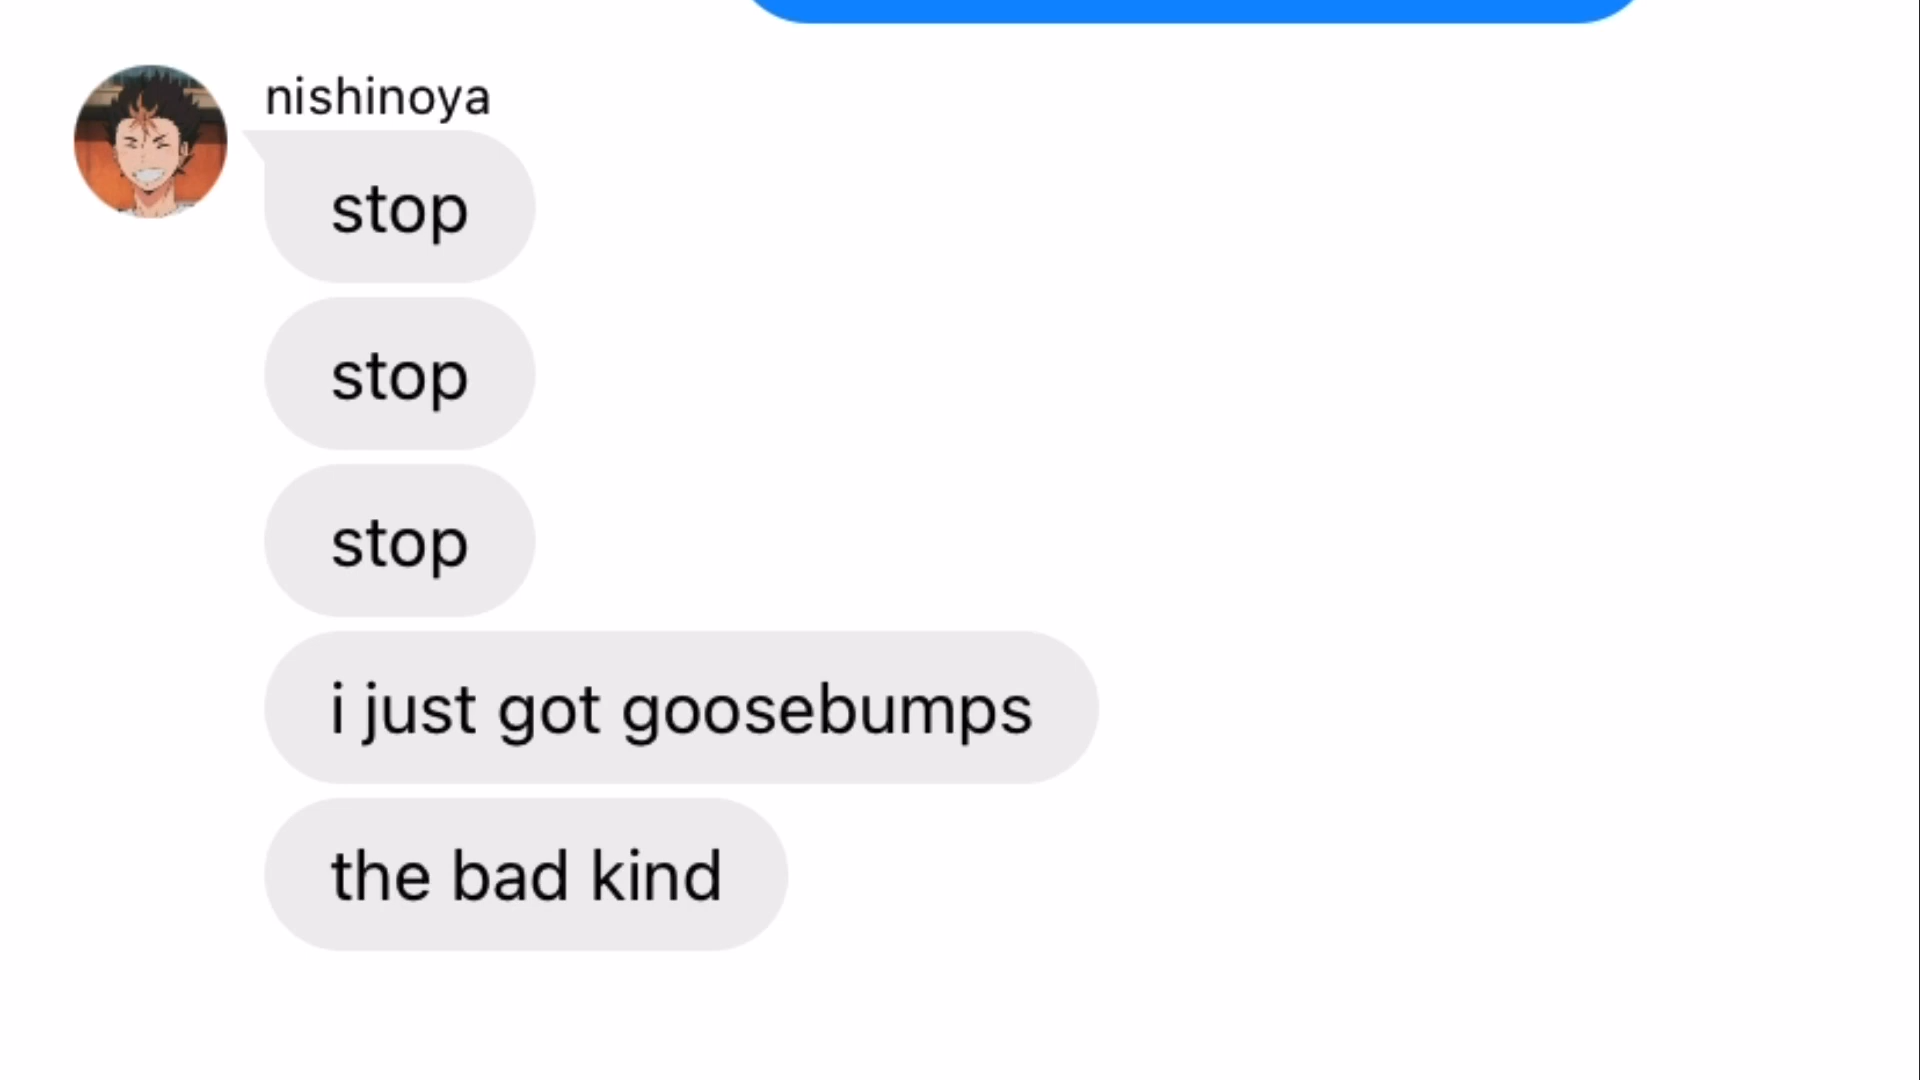 nishinoya
stop
stop
stop
i just got goosebumps
the bad kind